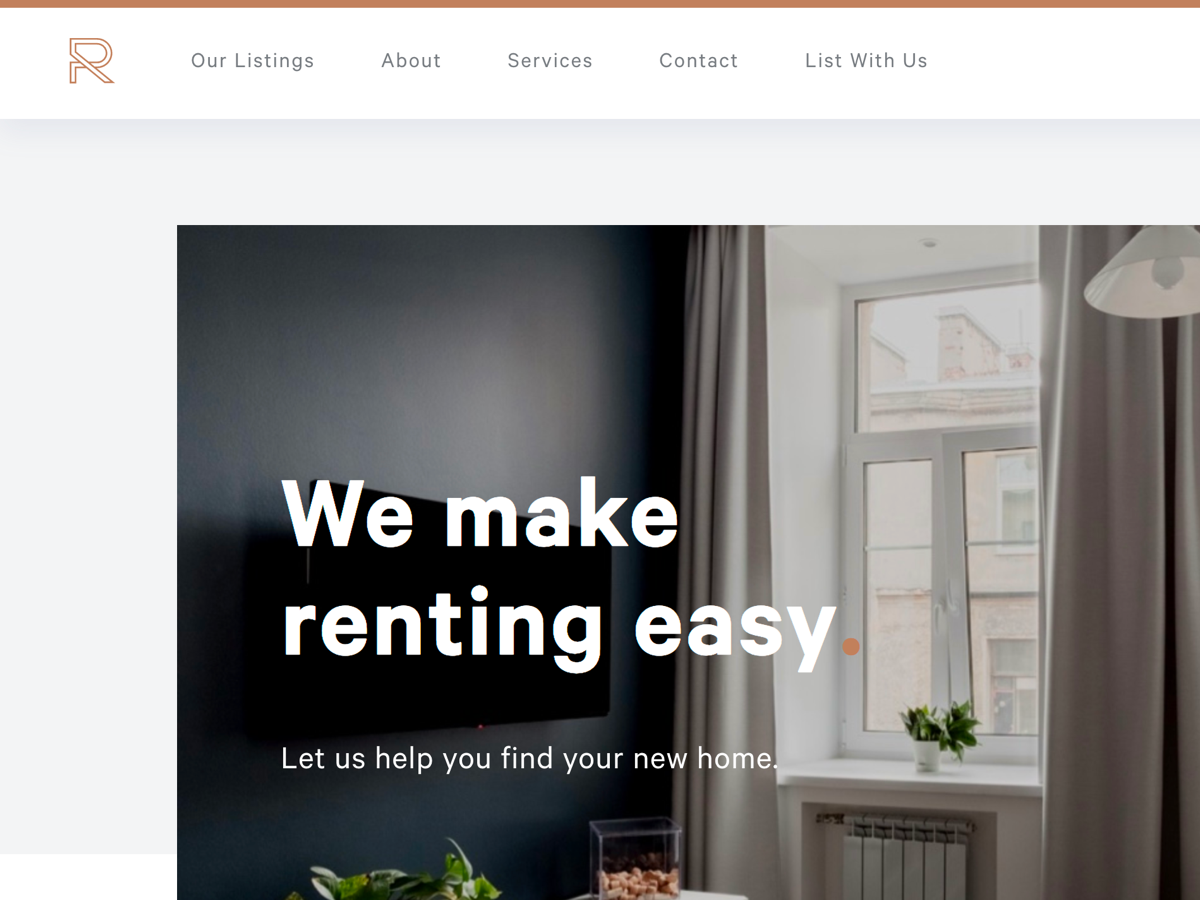 R
Our Listings
About
Services
Contact
List With Us
We make
renting easy.
Let us help you find your new home.